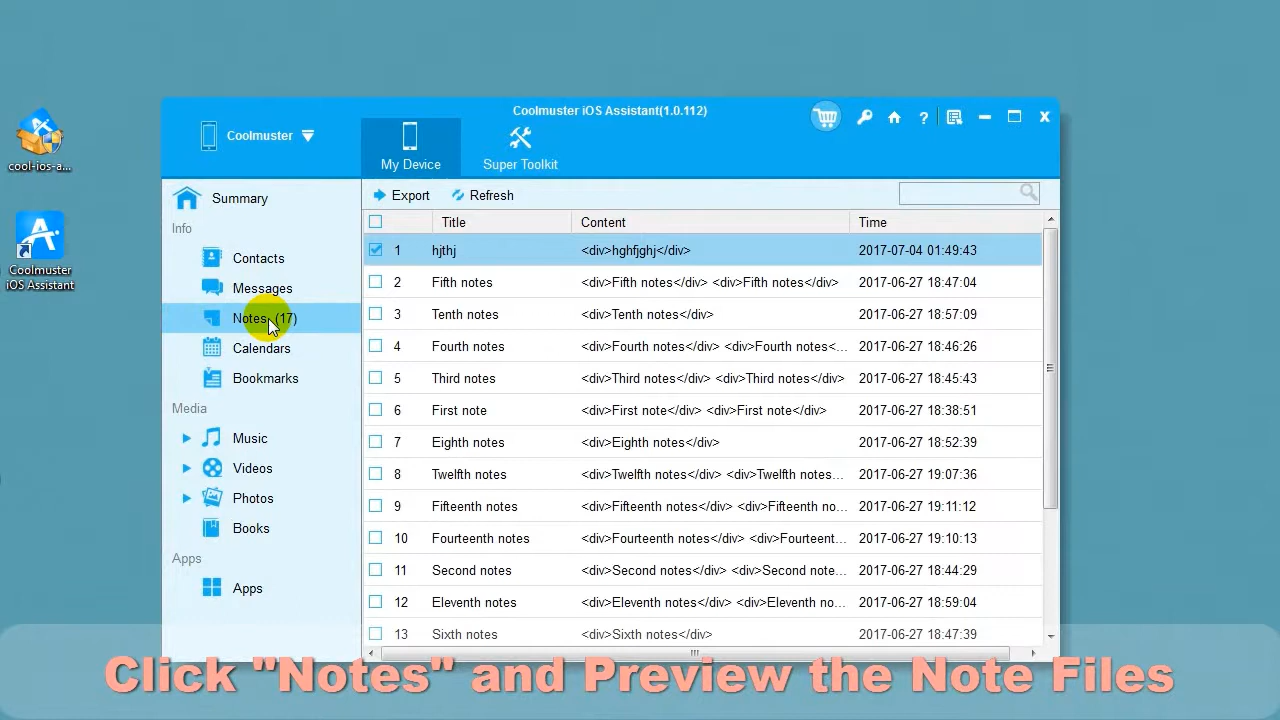 cool-ios-a...
Coolmuster
iOS Assistant
Coolmuster iOS Assistant(1.0.112)
Coolmuster
My Device
Super Toolkit
?
Summary
Info
Contacts
Messages
Notes (17)
Calendars
Bookmarks
Media
Music
Videos
Photos
Books
Apps
Apps
Export Refresh
Title Content Time
1 hjthj <div>hghfjghj</div> 2017-07-04 01:49:43
2 Fifth notes <div>Fifth notes</div> <div>Fifth notes</div> 2017-06-27 18:47:04
3 Tenth notes <div>Tenth notes</div> 2017-06-27 18:57:09
4 Fourth notes <div>Fourth notes</div> <div>Fourth notes<... 2017-06-27 18:46:26
5 Third notes <div>Third notes</div> <div>Third notes</div> 2017-06-27 18:45:43
6 First note <div>First note</div> <div>First note</div> 2017-06-27 18:38:51
7 Eighth notes <div>Eighth notes</div> 2017-06-27 18:52:39
8 Twelfth notes <div>Twelfth notes</div> <div>Twelfth notes... 2017-06-27 19:07:36
9 Fifteenth notes <div>Fifteenth notes</div> <div>Fifteenth no... 2017-06-27 19:11:12
10 Fourteenth notes <div>Fourteenth notes</div> <div>Fourteent... 2017-06-27 19:10:13
11 Second notes <div>Second notes</div> <div>Second note... 2017-06-27 18:44:29
12 Eleventh notes <div>Eleventh notes</div> <div>Eleventh no... 2017-06-27 18:59:04
13 Sixth notes <div>Sixth notes</div> 2017-06-27 18:47:39
Click "Notes" and Preview the Note Files